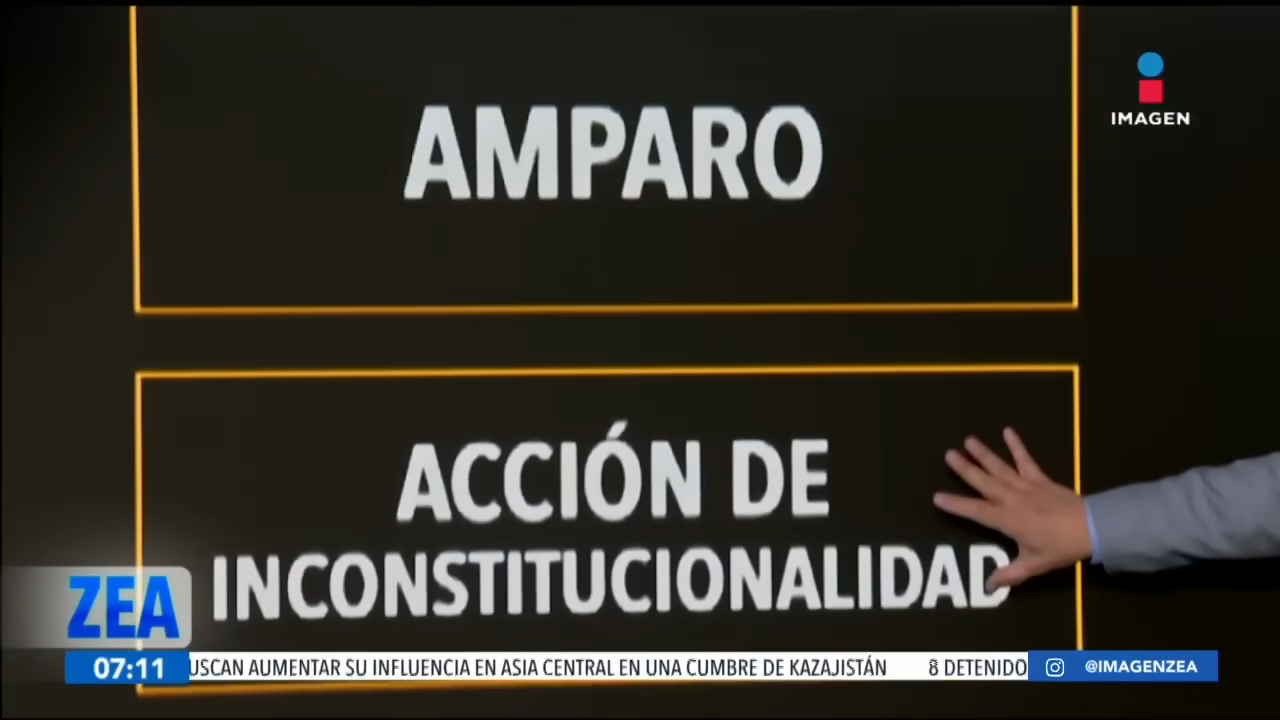 AMPARO
IMAGEN
ACCIÓN DE
INCONSTITUCIONALIDAD
ZEA
07:11
USCAN AUMENTAR SU INFLUENCIA EN ASIA CENTRAL EN UNA CUMBRE DE KAZAJISTÁN
8 DETENIDO
@IMAGENZEA